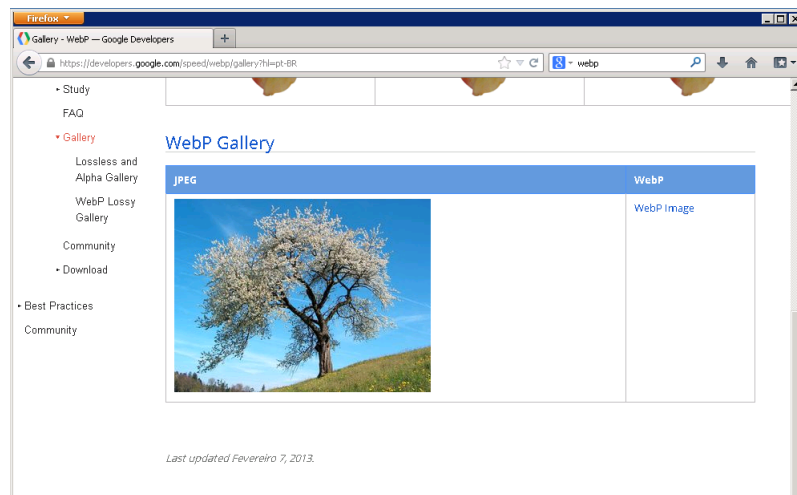 Firefox
Gallery - WebP — Google Developers
https://developers.google.com/speed/webp/gallery?hl=pt-BR
webp
Study
FAQ
Gallery
Lossless and
Alpha Gallery
WebP Lossy
Gallery
Community
Download
Best Practices
Community
WebP Gallery
JPEG WebP
WebP Image
Last updated Fevereiro 7, 2013.